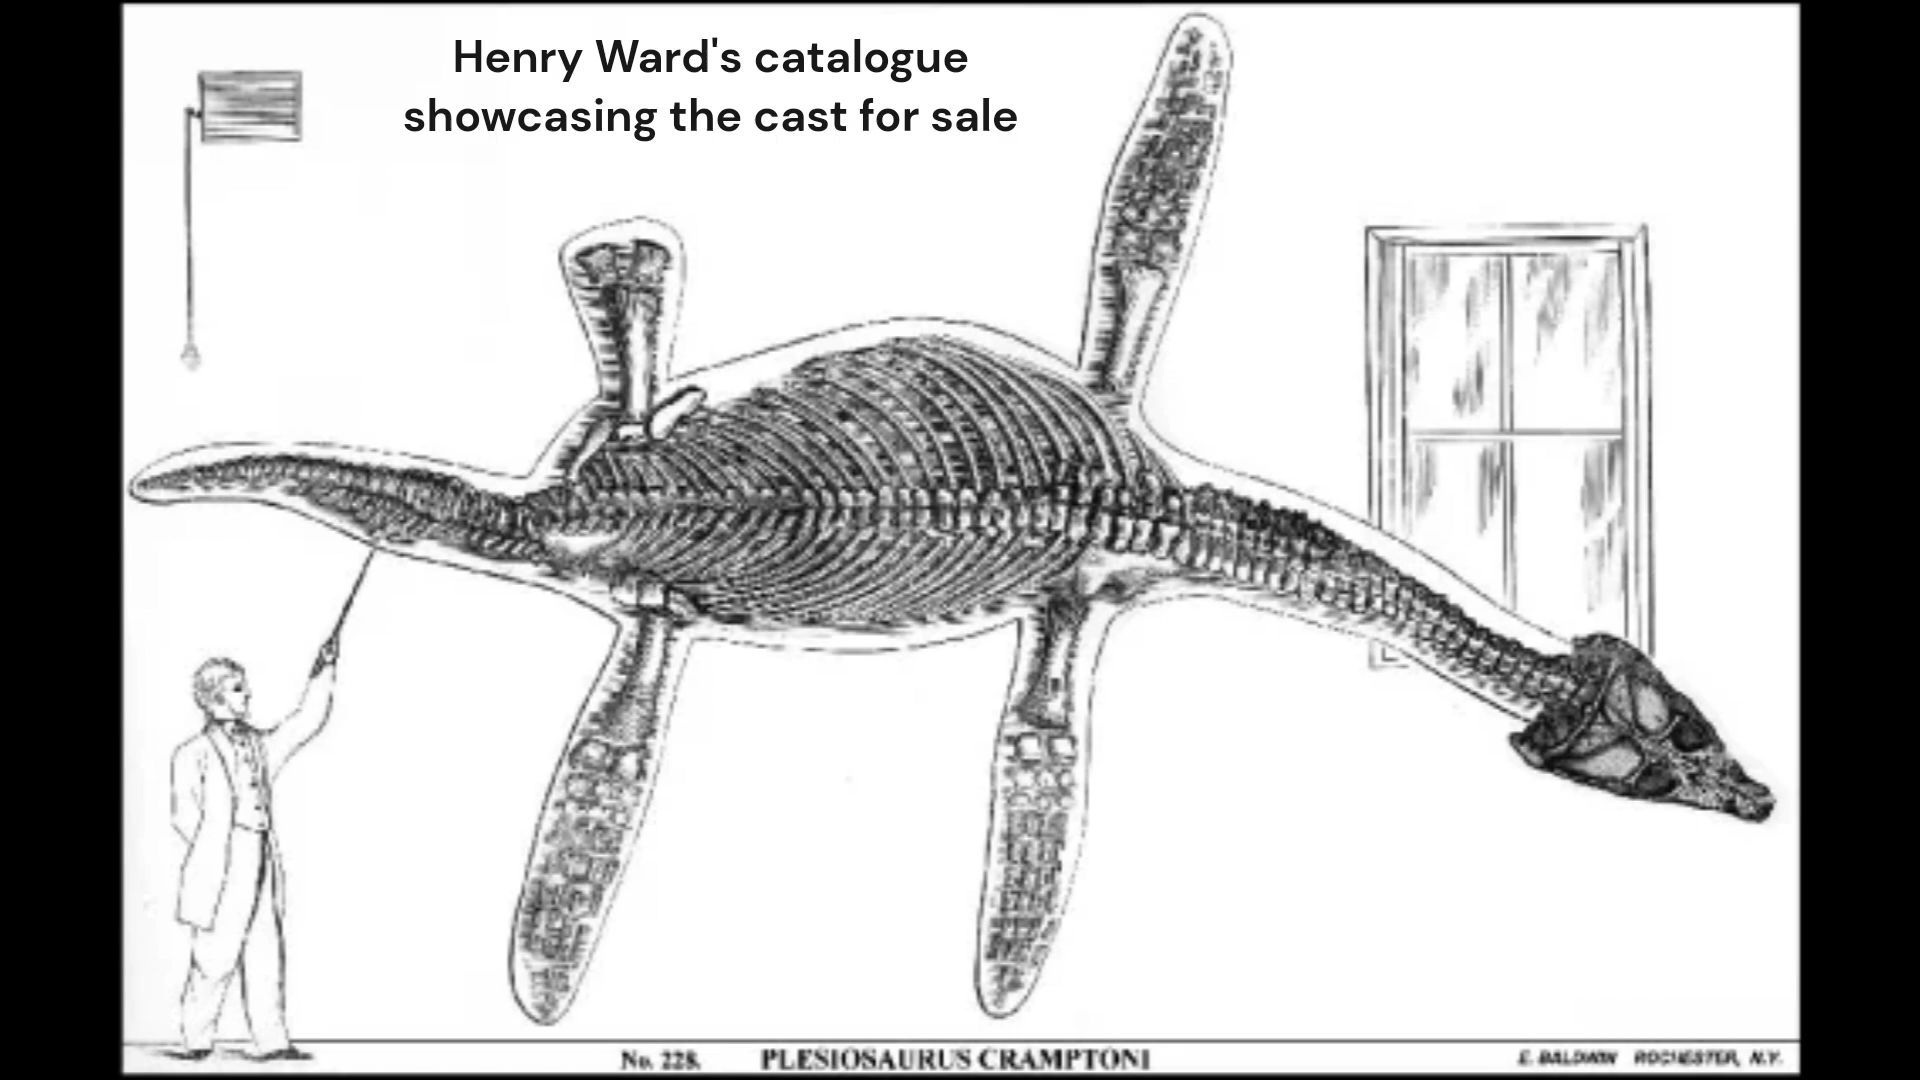 Henry Ward's catalogue
showcasing the cast for sale
No. 228. PLESIOSAURUS CRAMPTONI E. BALDWIN ROCHESTER, N.Y.